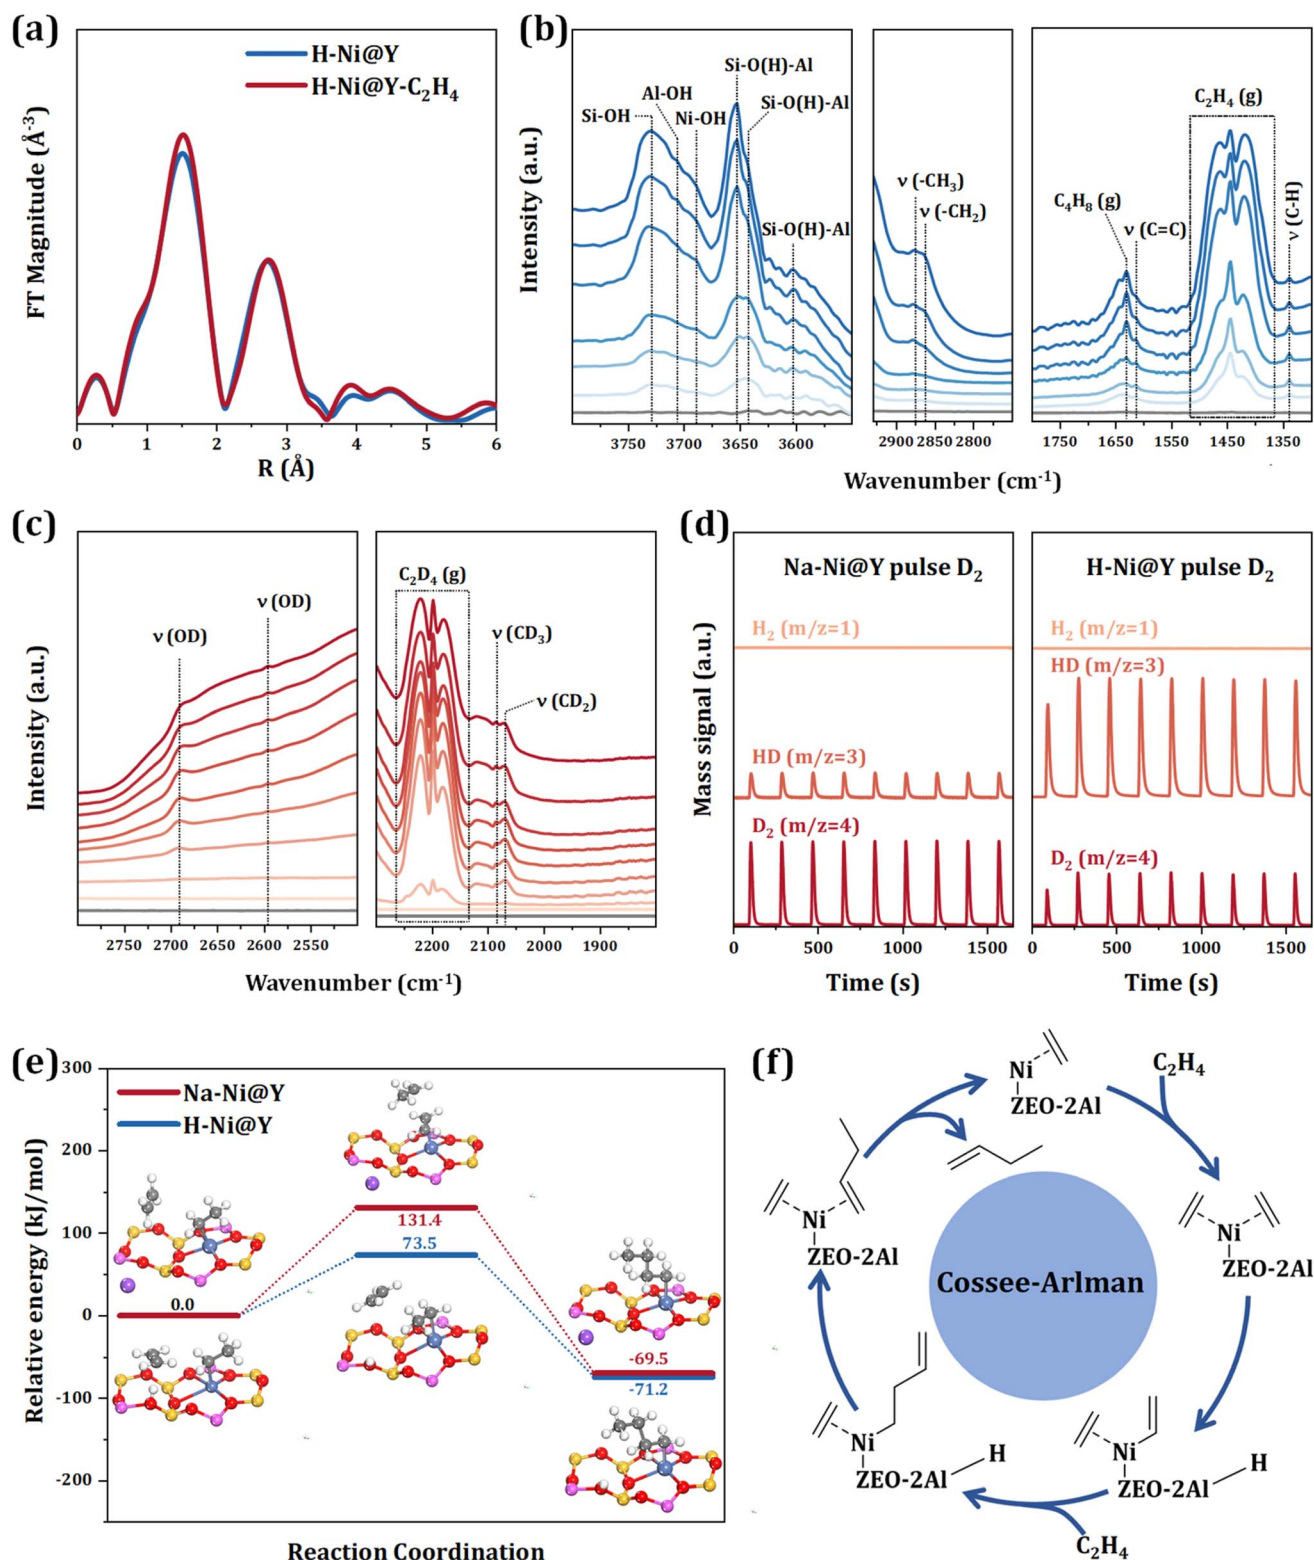 (a)
H-Ni@Y
H-Ni@Y-C₂H₄
FT Magnitude (Å⁻³)
0 1 2 3 4 5 6
R (Å)
(b)
Intensity (a.u.)
Si-OH
Al-OH
Ni-OH
Si-O(H)-Al
Si-O(H)-Al
Si-O(H)-Al
3750 3700 3650 3600
ν (-CH₃)
ν (-CH₂)
2900 2850 2800
C₂H₄ (g)
C₄H₈ (g)
ν (C=C)
ν (C-H)
1750 1650 1550 1450 1350
Wavenumber (cm⁻¹)
(c)
Intensity (a.u.)
ν (OD)
ν (OD)
2750 2700 2650 2600 2550
C₂D₄ (g)
ν (CD₃)
ν (CD₂)
2200 2100 2000 1900
Wavenumber (cm⁻¹)
(d)
Mass signal (a.u.)
Na-Ni@Y pulse D₂
H₂ (m/z=1)
HD (m/z=3)
D₂ (m/z=4)
0 500 1000 1500
Time (s)
H-Ni@Y pulse D₂
H₂ (m/z=1)
HD (m/z=3)
D₂ (m/z=4)
0 500 1000 1500
Time (s)
(e)
Relative energy (kJ/mol)
300
200
100
0
-100
-200
Na-Ni@Y
H-Ni@Y
0.0
131.4
73.5
-69.5
-71.2
Reaction Coordination
(f)
Ni
ZEO-2Al
C₂H₄
Ni
ZEO-2Al
Ni
ZEO-2Al
H
C₂H₄
Ni
ZEO-2Al
H
Ni
ZEO-2Al
Cossee-Arlman